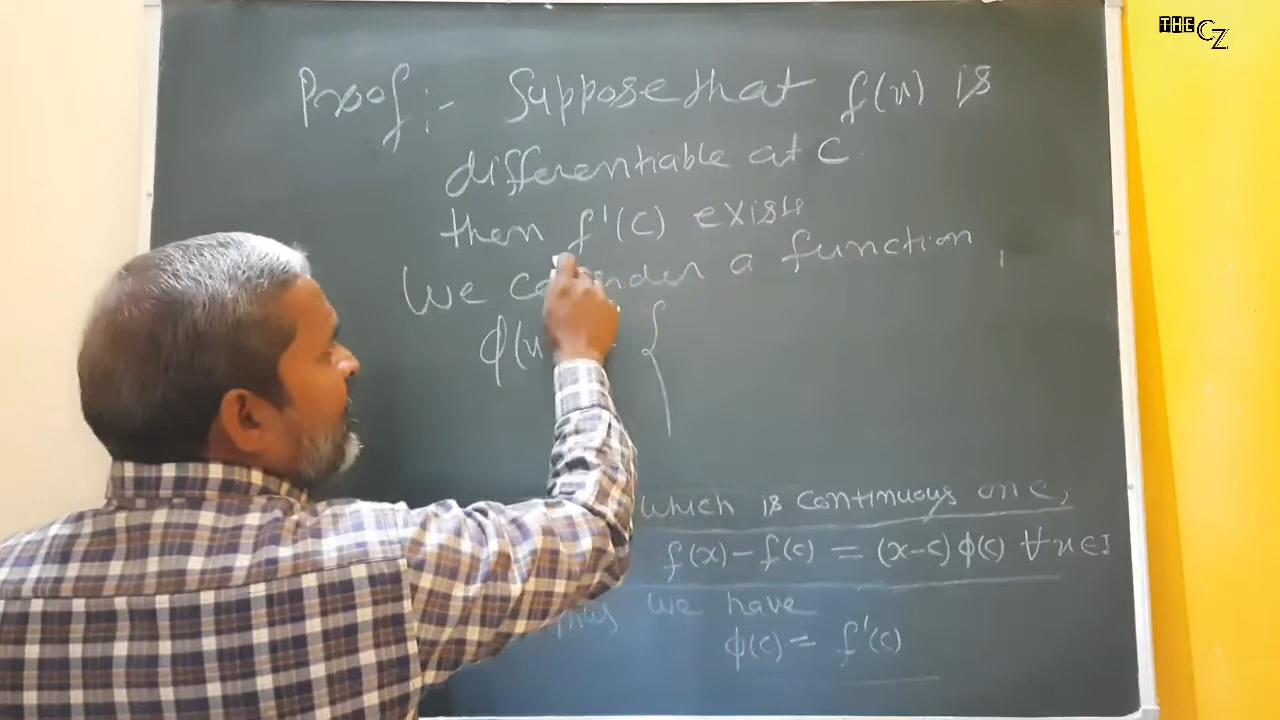 THE CZ
Proof :- Suppose that f(x) is
differentiable at c
then f'(c) exists
We consider a function,
ϕ(x
{
which is continuous on c,
f(x) - f(c) = (x-c) ϕ(c) ∀ x ∈ I
we have
ϕ(c) = f'(c)